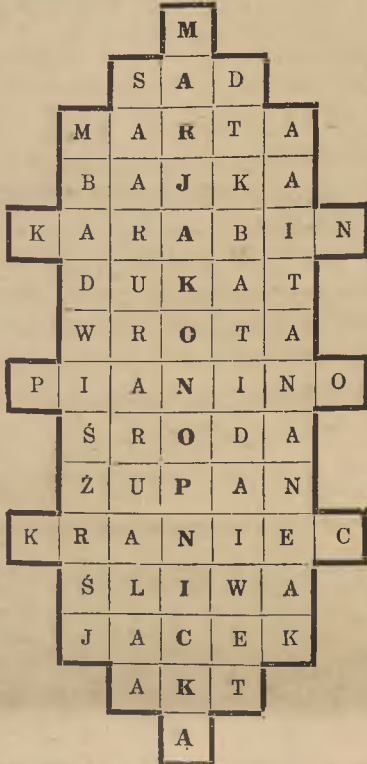 M
S A D
M A R T A
B A J K A
K A R A B I N
D U K A T
W R O T A
P I A N I N O
Ś R O D A
Ż U P A N
K R A N I E C
Ś L I W A
J A C E K
A K T
A